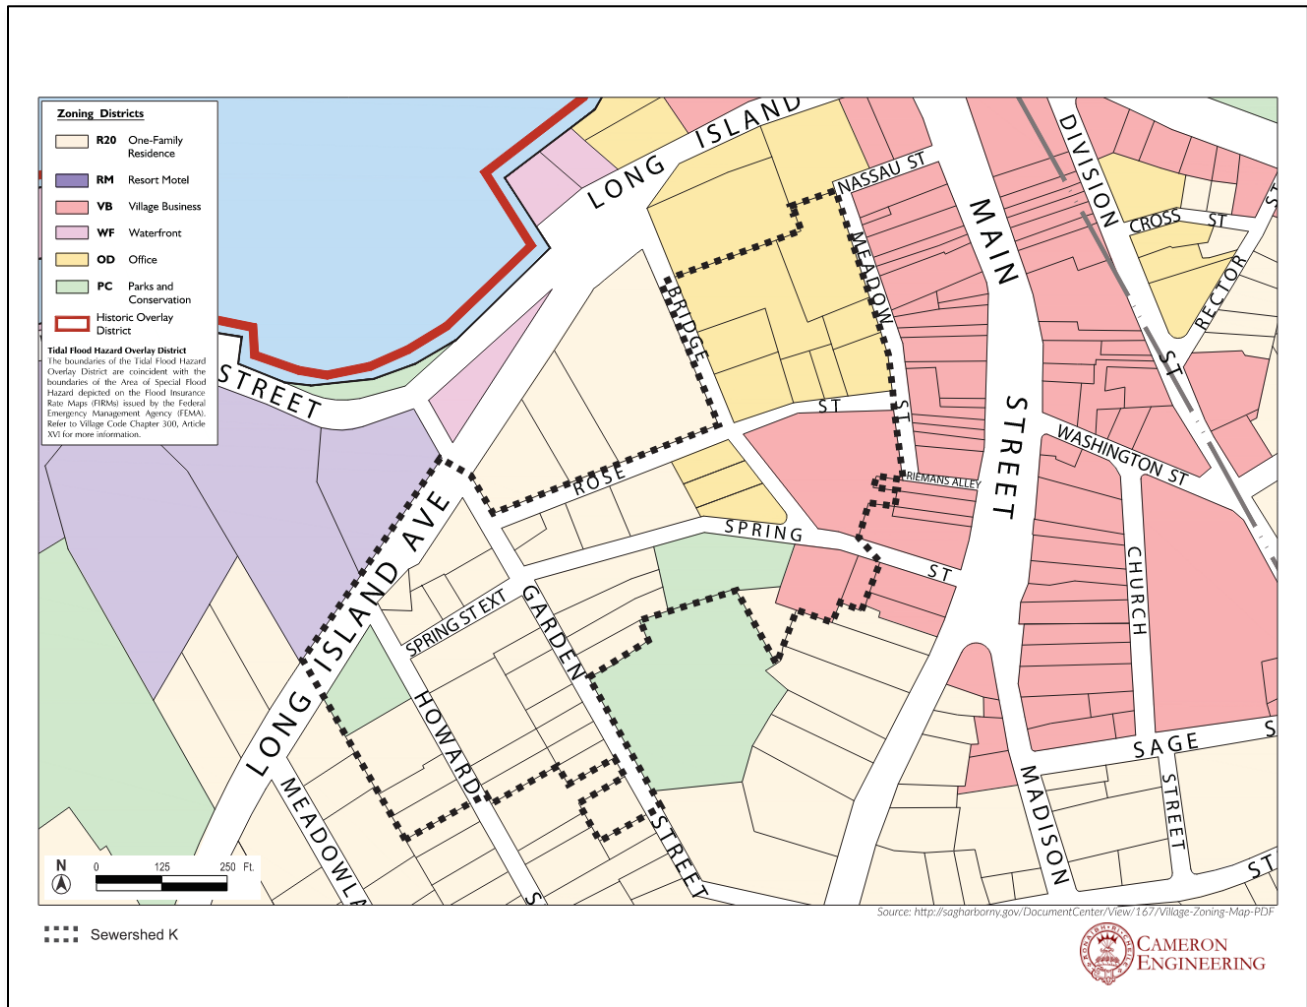 Zoning Districts
R20 One-Family
Residence
RM Resort Motel
VB Village Business
WF Waterfront
OD Office
PC Parks and
Conservation
Historic Overlay
District
Tidal Flood Hazard Overlay District
The boundaries of the Tidal Flood Hazard
Overlay District are coincident with the
boundaries of the Area of Special Flood
Hazard depicted on the Flood Insurance
Rate Maps (FIRMs) issued by the Federal
Emergency Management Agency (FEMA).
Refer to Village Code Chapter 300, Article
XVI for more information.
LONG ISLAND
DIVISION
ST
NASSAU ST
MAIN
STREET
CROSS ST
ST
RECTOR
MEADOW
ST
BRIDGE
STREET
ST
ROSE
WASHINGTON ST
RIEMANS ALLEY
SPRING
ST
CHURCH
LONG ISLAND AVE
SPRING ST EXT
GARDEN
STREET
HOWARD
S
MEADOWLA
SAGE S
MADISON
STREET
ST
N
0 125 250 Ft.
Source: http://sagharborny.gov/DocumentCenter/View/167/Village-Zoning-Map-PDF
Sewershed K
CAMERON
ENGINEERING